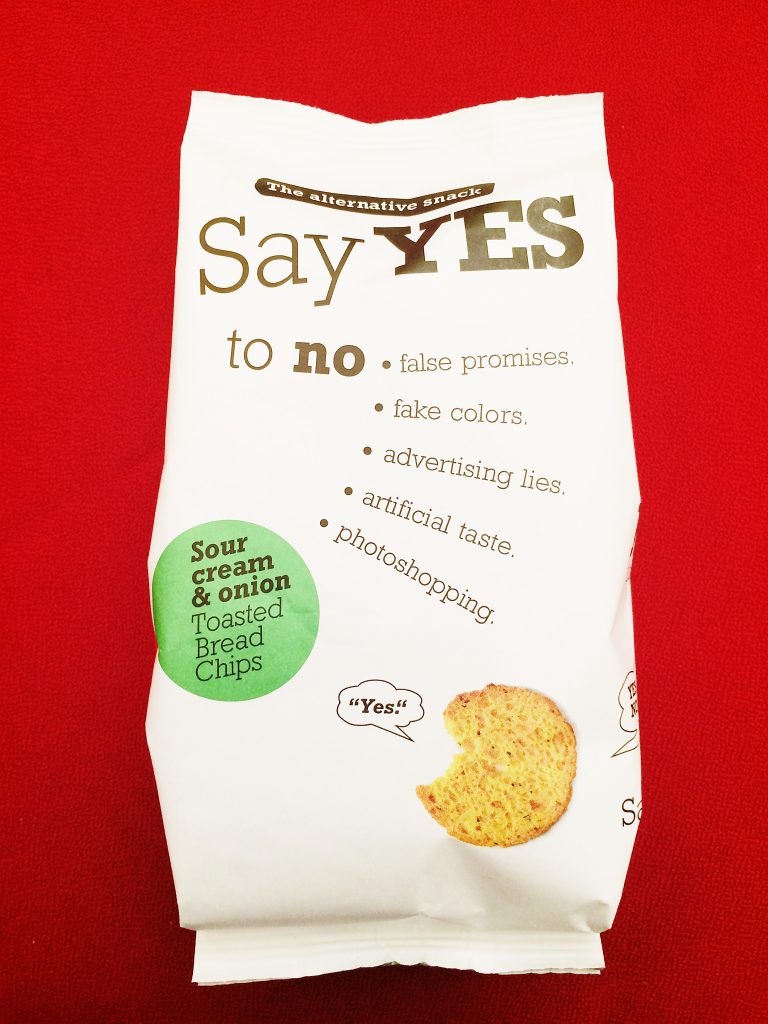 The alternative snack
Say YES
to no • false promises.
• fake colors.
• advertising lies.
• artificial taste.
• photoshopping.
Sour
cream
& onion
Toasted
Bread
Chips
“Yes.“